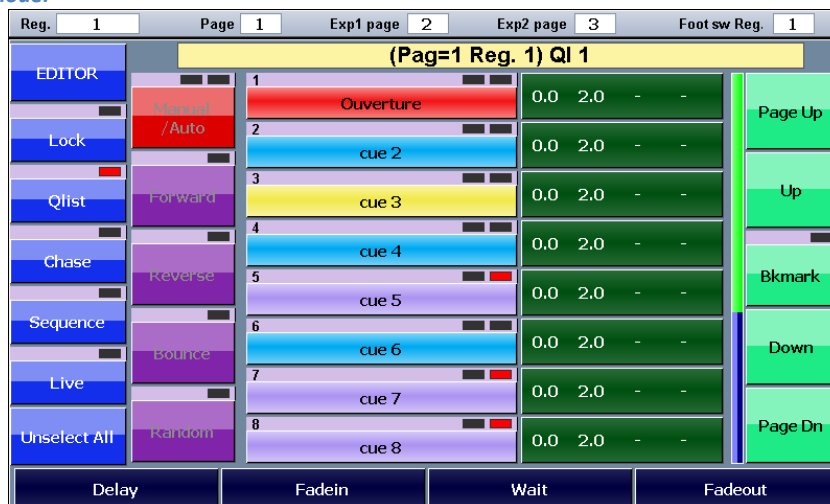 Reg. 1 Page 1 Exp1 page 2 Exp2 page 3 Foot sw Reg. 1
(Pag=1 Reg. 1) Ql 1
EDITOR
Lock
Qlist
Chase
Sequence
Live
Unselect All
Manual
/Auto
Forward
Reverse
Bounce
Random
1
Ouverture 0.0 2.0 - -
2
cue 2 0.0 2.0 - -
3
cue 3 0.0 2.0 - -
4
cue 4 0.0 2.0 - -
5
cue 5 0.0 2.0 - -
6
cue 6 0.0 2.0 - -
7
cue 7 0.0 2.0 - -
8
cue 8 0.0 2.0 - -
Page Up
Up
Bkmark
Down
Page Dn
Delay Fadein Wait Fadeout